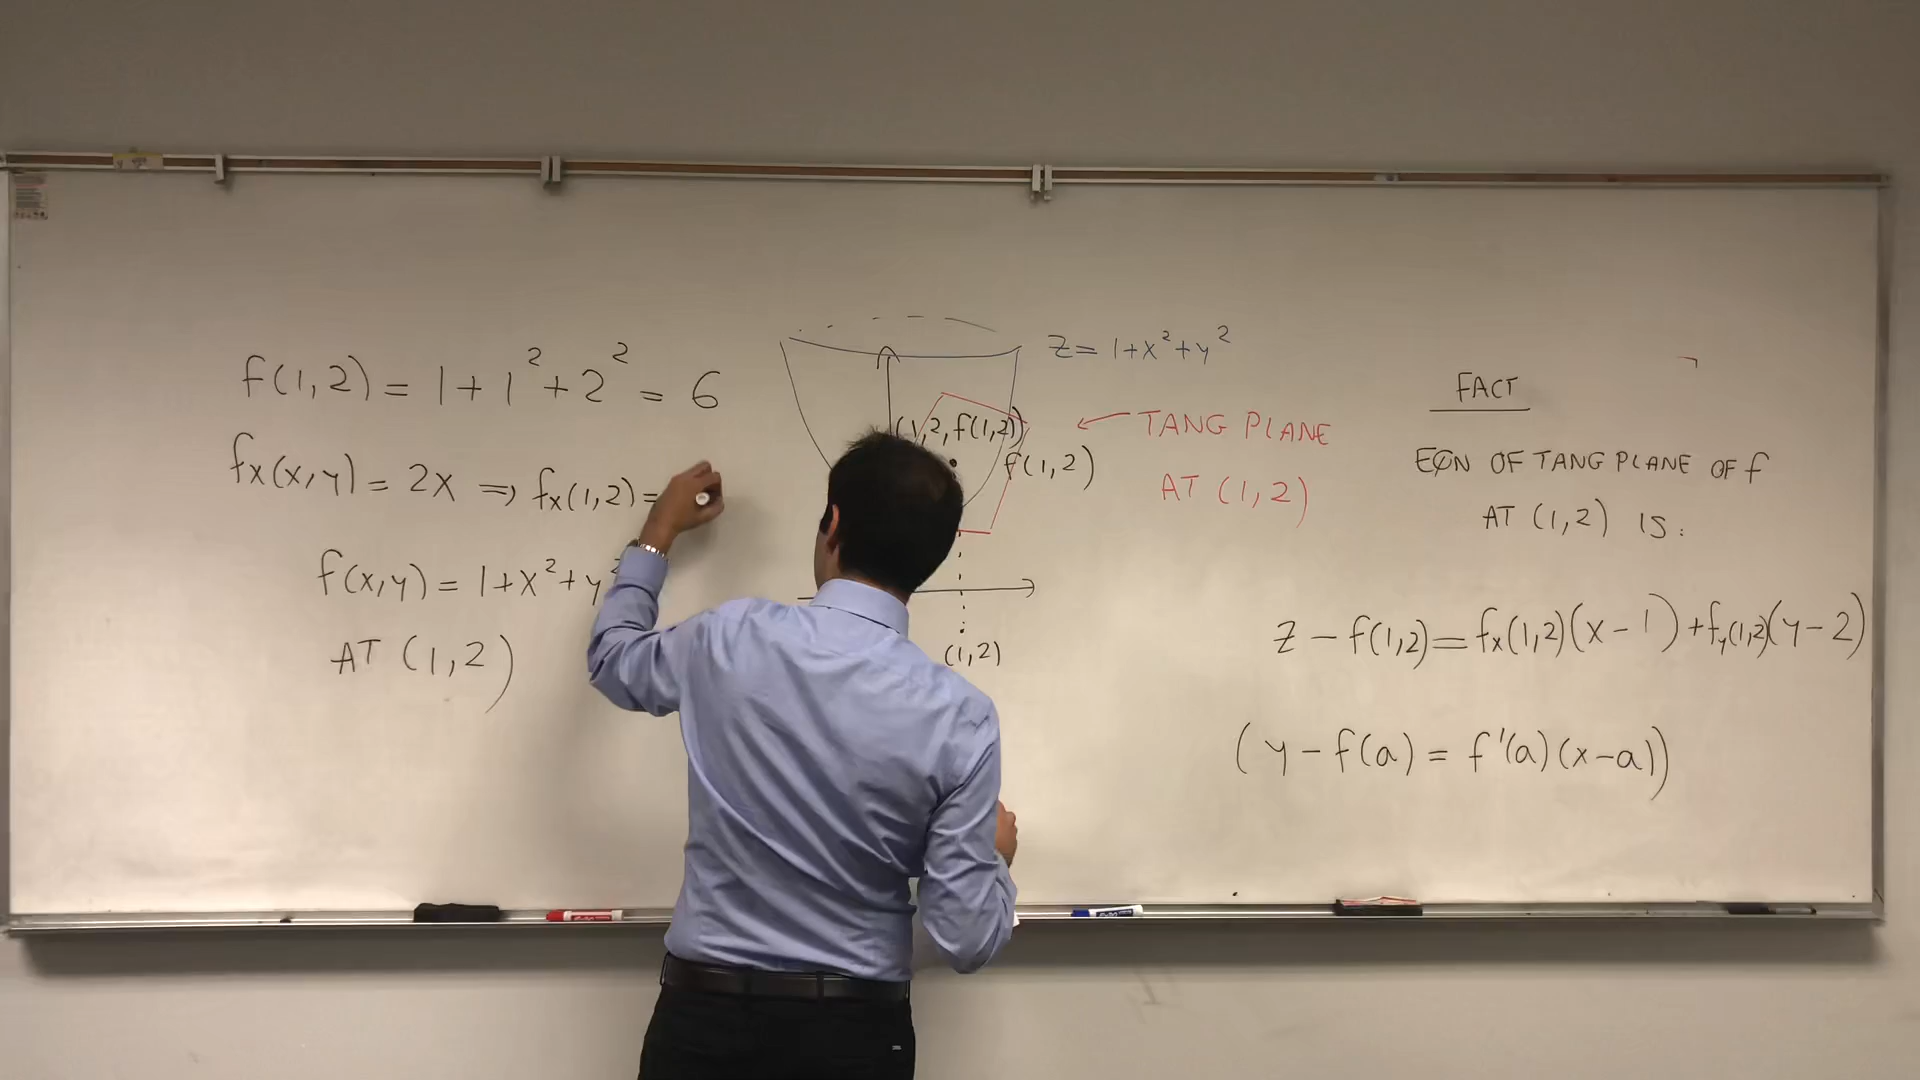 f(1,2) = 1+1²+2² = 6
fx(x,y) = 2x ⇒ fx(1,2) =
f(x,y) = 1+x²+y²
AT (1,2)
z = 1+x²+y²
(1,2,f(1,2))
f(1,2)
(1,2)
← TANG PLANE
AT (1,2)
FACT
EQN OF TANG PLANE OF f
AT (1,2) IS:
z - f(1,2) = fx(1,2)(x-1) + fy(1,2)(y-2)
(y - f(a) = f'(a)(x-a))